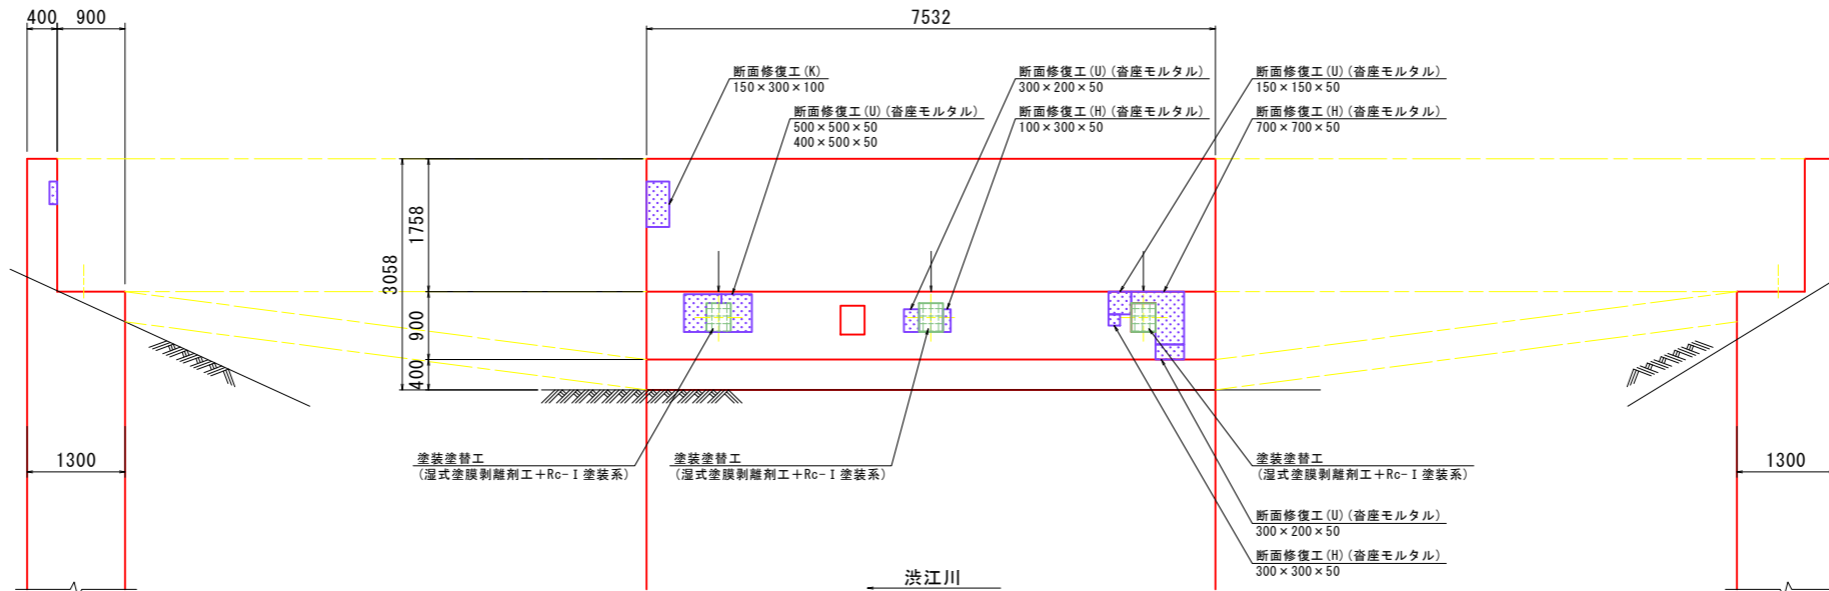 400
900
7532
断面修復工(K)
150×300×100
断面修復工(U)(沓座モルタル)
500×500×50
400×500×50
断面修復工(U)(沓座モルタル)
300×200×50
断面修復工(H)(沓座モルタル)
100×300×50
断面修復工(U)(沓座モルタル)
150×150×50
断面修復工(H)(沓座モルタル)
700×700×50
3058
1758
900
400
1300
塗装塗替工
(湿式塗膜剥離剤工+Rc-Ⅰ塗装系)
塗装塗替工
(湿式塗膜剥離剤工+Rc-Ⅰ塗装系)
塗装塗替工
(湿式塗膜剥離剤工+Rc-Ⅰ塗装系)
1300
断面修復工(U)(沓座モルタル)
300×200×50
断面修復工(H)(沓座モルタル)
300×300×50
渋江川